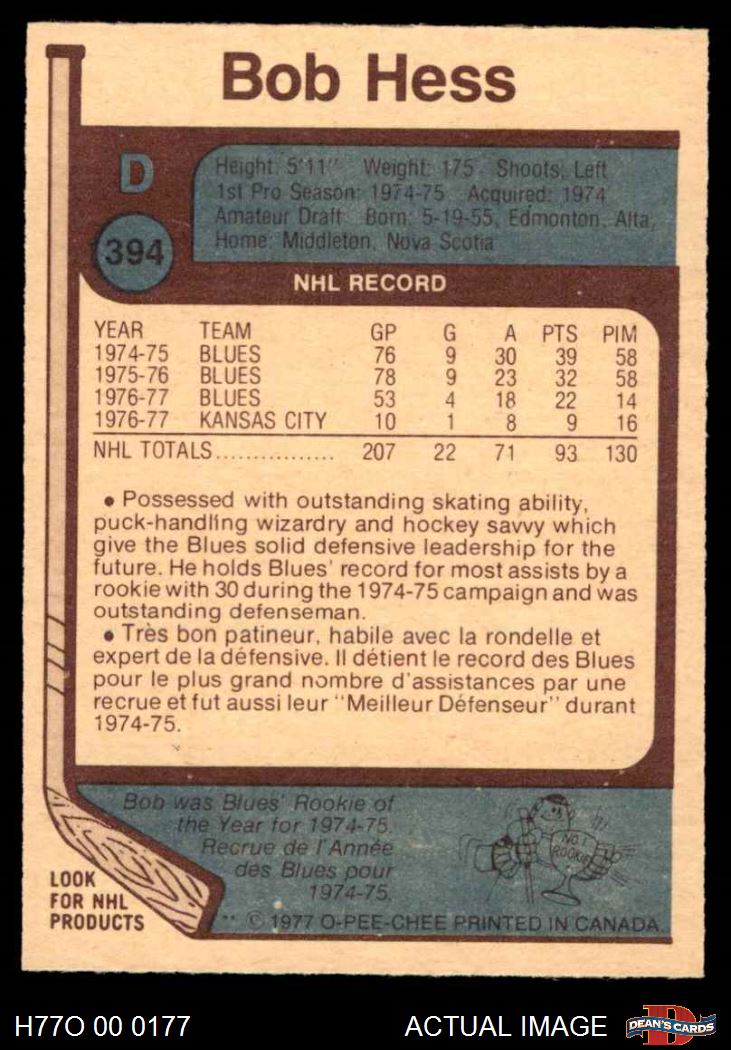 Bob Hess
D
Height: 5'11" Weight: 175 Shoots: Left
1st Pro Season: 1974-75 Acquired: 1974
Amateur Draft Born: 5-19-55, Edmonton, Alta,
Home: Middleton, Nova Scotia
394
NHL RECORD
YEAR TEAM GP G A PTS PIM
1974-75 BLUES 76 9 30 39 58
1975-76 BLUES 78 9 23 32 58
1976-77 BLUES 53 4 18 22 14
1976-77 KANSAS CITY 10 1 8 9 16
NHL TOTALS................ 207 22 71 93 130
• Possessed with outstanding skating ability,
puck-handling wizardry and hockey savvy which
give the Blues solid defensive leadership for the
future. He holds Blues' record for most assists by a
rookie with 30 during the 1974-75 campaign and was
outstanding defenseman.
• Très bon patineur, habile avec la rondelle et
expert de la défensive. Il détient le record des Blues
pour le plus grand nombre d'assistances par une
recrue et fut aussi leur "Meilleur Défenseur" durant
1974-75.
Bob was Blues' Rookie of
the Year for 1974-75.
Recrue de l'Année
des Blues pour
1974-75.
NO. 1
ROOKIE
LOOK
FOR NHL
PRODUCTS
** © 1977 O-PEE-CHEE PRINTED IN CANADA
H77O 00 0177 ACTUAL IMAGE
D
DEAN'S CARDS